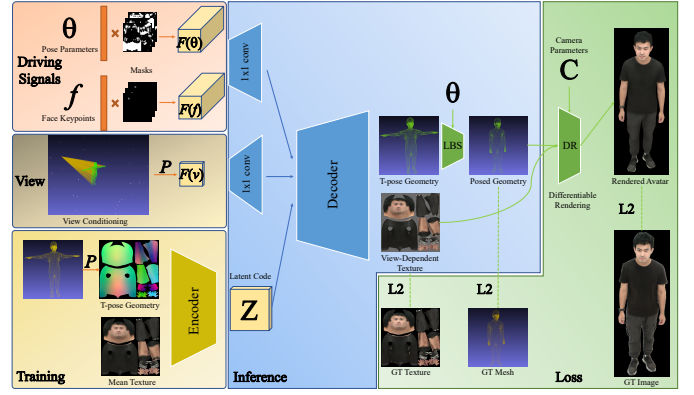 θ
Pose Parameters
Driving
Signals
×
Masks
F(θ)
f
Face Keypoints
×
F(f)
1x1 conv
View
View Conditioning
P
F(v)
1x1 conv
Decoder
P
T-pose Geometry
Mean Texture
Encoder
Training
Latent Code
Z
Inference
θ
LBS
T-pose Geometry
Posed Geometry
View-Dependent
Texture
Camera
Parameters
C
DR
Differentiable
Rendering
Rendered Avatar
L2
L2
L2
GT Texture
GT Mesh
Loss
GT Image